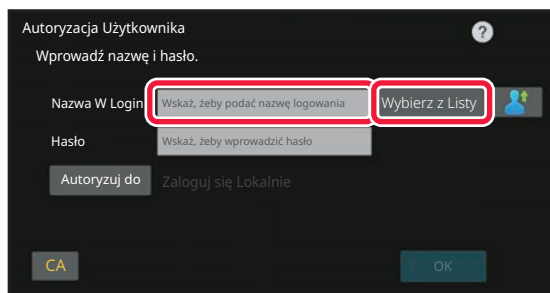 Autoryzacja Użytkownika
?
Wprowadź nazwę i hasło.
Nazwa W Login Wskaż, żeby podać nazwę logowania Wybierz z Listy
Hasło Wskaż, żeby wprowadzić hasło
Autoryzuj do Zaloguj się Lokalnie
CA OK